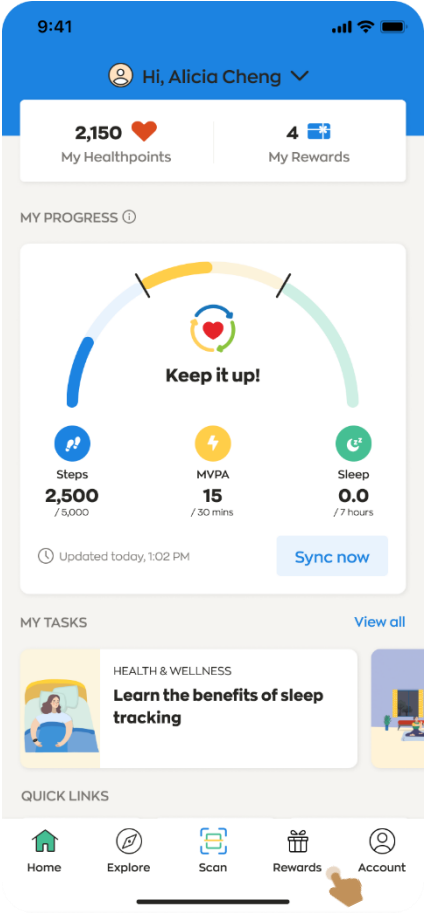 9:41
Hi, Alicia Cheng
2,150
My Healthpoints
4
My Rewards
MY PROGRESS
Keep it up!
Steps
2,500
/ 5,000
MVPA
15
/ 30 mins
Sleep
0.0
/ 7 hours
Updated today, 1:02 PM
Sync now
MY TASKS
View all
HEALTH & WELLNESS
Learn the benefits of sleep
tracking
QUICK LINKS
Home
Explore
Scan
Rewards
Account